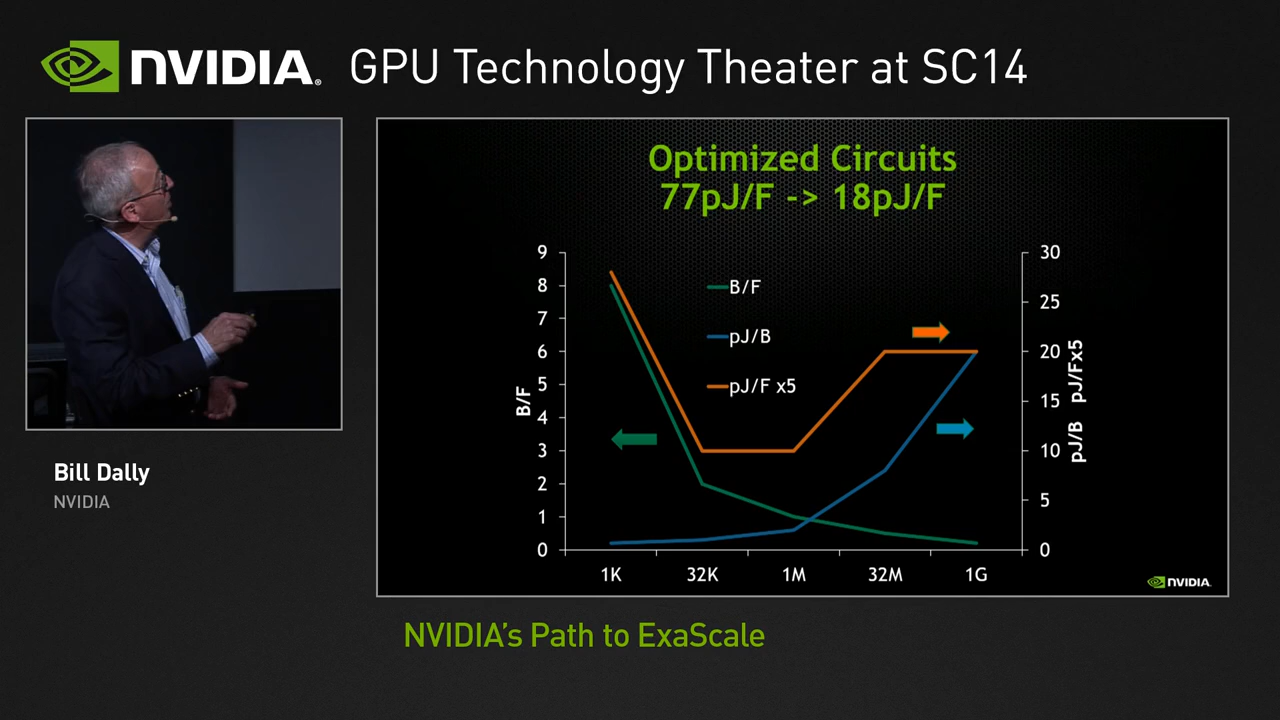 NVIDIA. GPU Technology Theater at SC14
Optimized Circuits
77pJ/F -> 18pJ/F
B/F
pJ/B
pJ/F x5
9
8
7
6
5
4
3
2
1
0
B/F
30
25
20
15
10
5
0
pJ/B pJ/Fx5
1K 32K 1M 32M 1G
NVIDIA.
Bill Dally
NVIDIA
NVIDIA's Path to ExaScale